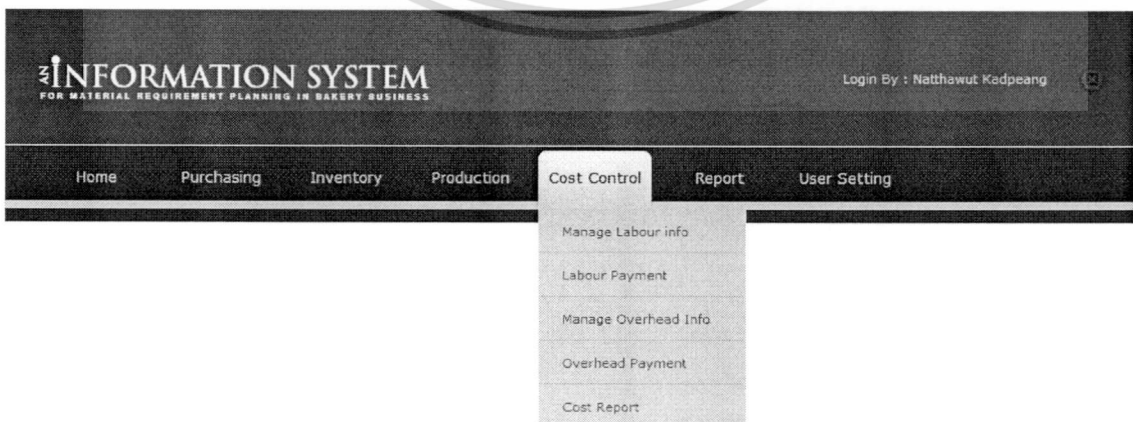 AN INFORMATION SYSTEM
FOR MATERIAL REQUIREMENT PLANNING IN BAKERY BUSINESS
Login By : Natthawut Kadpeang
Home Purchasing Inventory Production Cost Control Report User Setting
Manage Labour info
Labour Payment
Manage Overhead Info
Overhead Payment
Cost Report